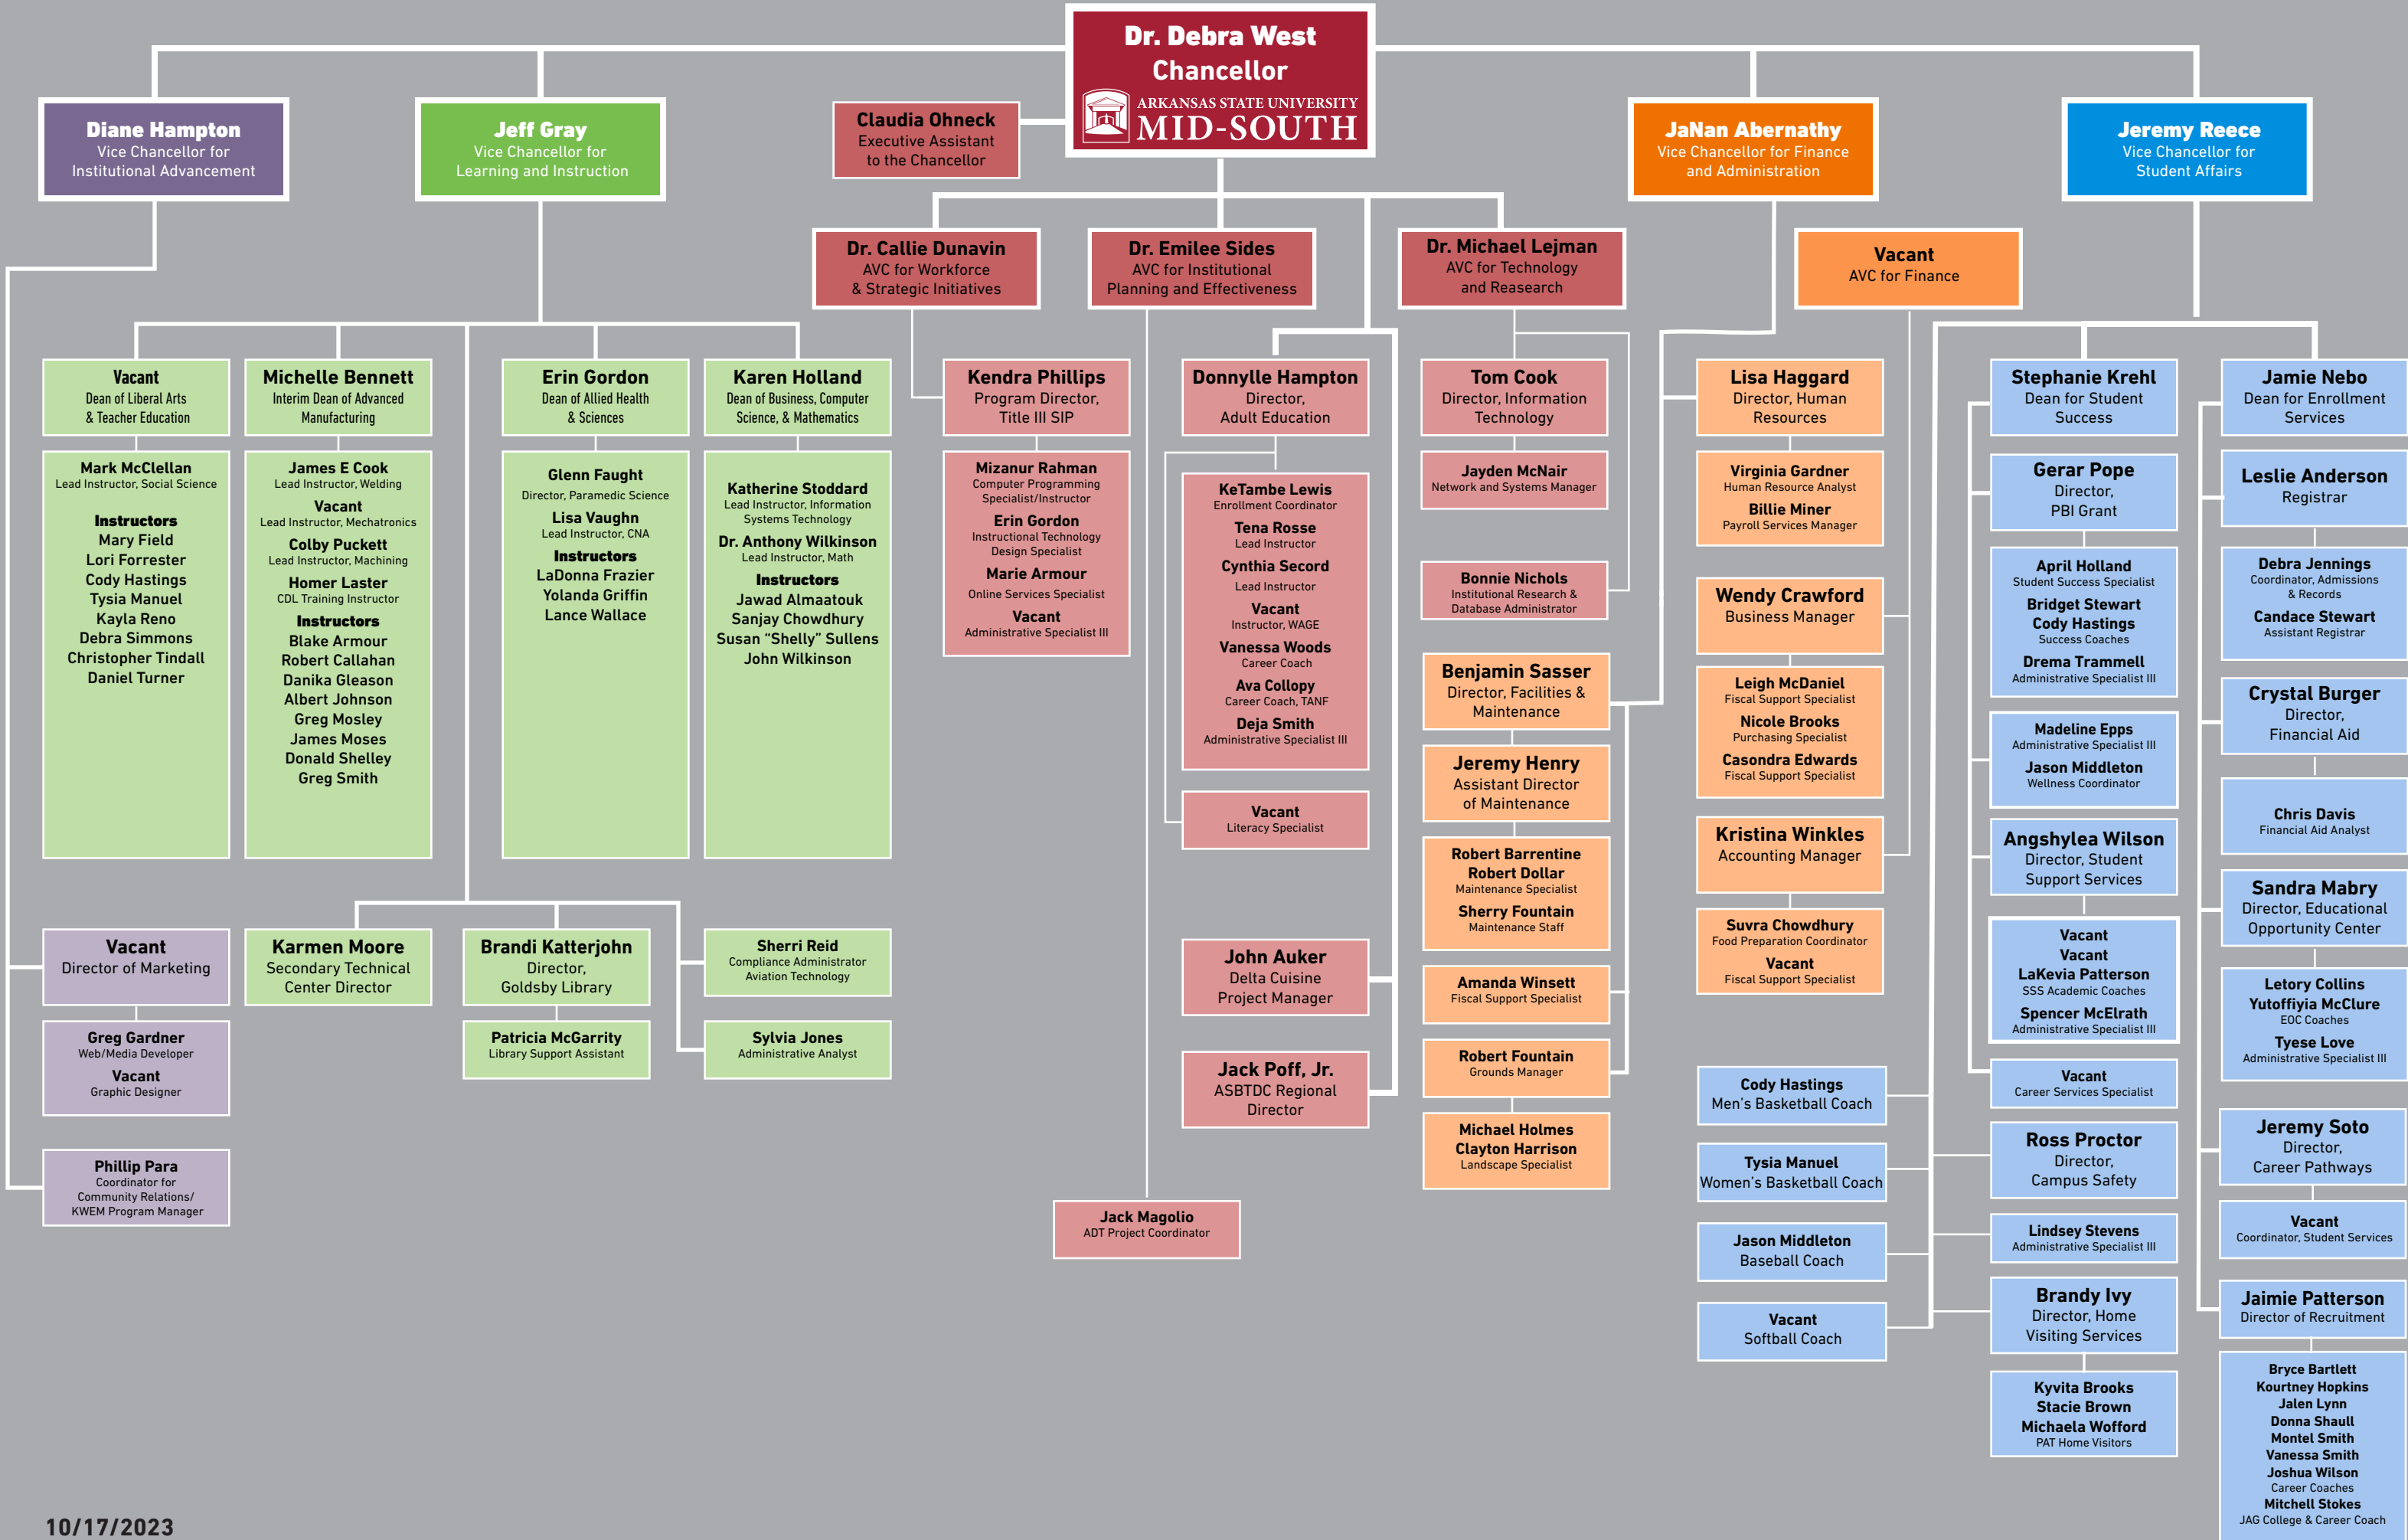 Dr. Debra West
Chancellor
ARKANSAS STATE UNIVERSITY
MID-SOUTH
Diane Hampton
Vice Chancellor for
Institutional Advancement
Jeff Gray
Vice Chancellor for
Learning and Instruction
Claudia Ohneck
Executive Assistant
to the Chancellor
JaNan Abernathy
Vice Chancellor for Finance
and Administration
Jeremy Reece
Vice Chancellor for
Student Affairs
Dr. Callie Dunavin
AVC for Workforce
& Strategic Initiatives
Dr. Emilee Sides
AVC for Institutional
Planning and Effectiveness
Dr. Michael Lejman
AVC for Technology
and Reasearch
Vacant
AVC for Finance
Vacant
Dean of Liberal Arts
& Teacher Education
Mark McClellan
Lead Instructor, Social Science
Instructors
Mary Field
Lori Forrester
Cody Hastings
Tysia Manuel
Kayla Reno
Debra Simmons
Christopher Tindall
Daniel Turner
Michelle Bennett
Interim Dean of Advanced
Manufacturing
James E Cook
Lead Instructor, Welding
Vacant
Lead Instructor, Mechatronics
Colby Puckett
Lead Instructor, Machining
Homer Laster
CDL Training Instructor
Instructors
Blake Armour
Robert Callahan
Danika Gleason
Albert Johnson
Greg Mosley
James Moses
Donald Shelley
Greg Smith
Erin Gordon
Dean of Allied Health
& Sciences
Glenn Faught
Director, Paramedic Science
Lisa Vaughn
Lead Instructor, CNA
Instructors
LaDonna Frazier
Yolanda Griffin
Lance Wallace
Karen Holland
Dean of Business, Computer
Science, & Mathematics
Katherine Stoddard
Lead Instructor, Information
Systems Technology
Dr. Anthony Wilkinson
Lead Instructor, Math
Instructors
Jawad Almaatouk
Sanjay Chowdhury
Susan “Shelly” Sullens
John Wilkinson
Kendra Phillips
Program Director,
Title III SIP
Mizanur Rahman
Computer Programming
Specialist/Instructor
Erin Gordon
Instructional Technology
Design Specialist
Marie Armour
Online Services Specialist
Vacant
Administrative Specialist III
Donnylle Hampton
Director,
Adult Education
KeTambe Lewis
Enrollment Coordinator
Tena Rosse
Lead Instructor
Cynthia Secord
Lead Instructor
Vacant
Instructor, WAGE
Vanessa Woods
Career Coach
Ava Collopy
Career Coach, TANF
Deja Smith
Administrative Specialist III
Vacant
Literacy Specialist
John Auker
Delta Cuisine
Project Manager
Jack Poff, Jr.
ASBTDC Regional
Director
Jack Magolio
ADT Project Coordinator
Tom Cook
Director, Information
Technology
Jayden McNair
Network and Systems Manager
Bonnie Nichols
Institutional Research &
Database Administrator
Benjamin Sasser
Director, Facilities &
Maintenance
Jeremy Henry
Assistant Director
of Maintenance
Robert Barrentine
Robert Dollar
Maintenance Specialist
Sherry Fountain
Maintenance Staff
Amanda Winsett
Fiscal Support Specialist
Robert Fountain
Grounds Manager
Michael Holmes
Clayton Harrison
Landscape Specialist
Lisa Haggard
Director, Human
Resources
Virginia Gardner
Human Resource Analyst
Billie Miner
Payroll Services Manager
Wendy Crawford
Business Manager
Leigh McDaniel
Fiscal Support Specialist
Nicole Brooks
Purchasing Specialist
Casondra Edwards
Fiscal Support Specialist
Kristina Winkles
Accounting Manager
Suvra Chowdhury
Food Preparation Coordinator
Vacant
Fiscal Support Specialist
Cody Hastings
Men’s Basketball Coach
Tysia Manuel
Women’s Basketball Coach
Jason Middleton
Baseball Coach
Vacant
Softball Coach
Stephanie Krehl
Dean for Student
Success
Gerar Pope
Director,
PBI Grant
April Holland
Student Success Specialist
Bridget Stewart
Cody Hastings
Success Coaches
Drema Trammell
Administrative Specialist III
Madeline Epps
Administrative Specialist III
Jason Middleton
Wellness Coordinator
Angshylea Wilson
Director, Student
Support Services
Vacant
Vacant
LaKevia Patterson
SSS Academic Coaches
Spencer McElrath
Administrative Specialist III
Vacant
Career Services Specialist
Ross Proctor
Director,
Campus Safety
Lindsey Stevens
Administrative Specialist III
Brandy Ivy
Director, Home
Visiting Services
Kyvita Brooks
Stacie Brown
Michaela Wofford
PAT Home Visitors
Jamie Nebo
Dean for Enrollment
Services
Leslie Anderson
Registrar
Debra Jennings
Coordinator, Admissions
& Records
Candace Stewart
Assistant Registrar
Crystal Burger
Director,
Financial Aid
Chris Davis
Financial Aid Analyst
Sandra Mabry
Director, Educational
Opportunity Center
Letory Collins
Yutoffiyia McClure
EOC Coaches
Tyese Love
Administrative Specialist III
Jeremy Soto
Director,
Career Pathways
Vacant
Coordinator, Student Services
Jaimie Patterson
Director of Recruitment
Bryce Bartlett
Kourtney Hopkins
Jalen Lynn
Donna Shaull
Montel Smith
Vanessa Smith
Joshua Wilson
Career Coaches
Mitchell Stokes
JAG College & Career Coach
Vacant
Director of Marketing
Greg Gardner
Web/Media Developer
Vacant
Graphic Designer
Phillip Para
Coordinator for
Community Relations/
KWEM Program Manager
Karmen Moore
Secondary Technical
Center Director
Brandi Katterjohn
Director,
Goldsby Library
Patricia McGarrity
Library Support Assistant
Sherri Reid
Compliance Administrator
Aviation Technology
Sylvia Jones
Administrative Analyst
10/17/2023